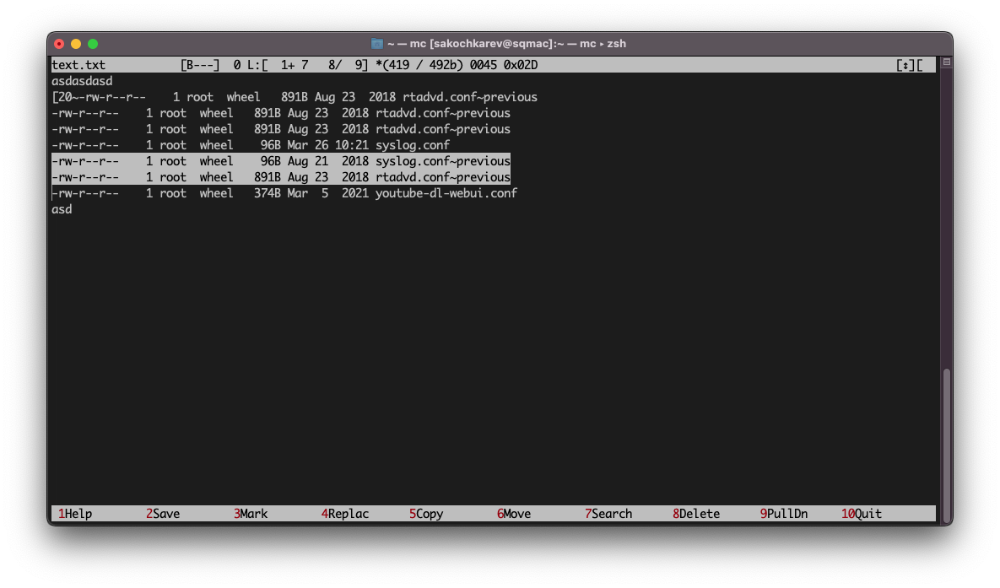 ~ — mc [sakochkarev@sqmac]:~ — mc ▸ zsh
text.txt           [B---]  0 L:[  1+ 7   8/  9] *(419 / 492b) 0045 0x02D                                                     [↕][
asdasdasd
[20~-rw-r--r--    1 root  wheel   891B Aug 23  2018 rtadvd.conf~previous
-rw-r--r--    1 root  wheel   891B Aug 23  2018 rtadvd.conf~previous
-rw-r--r--    1 root  wheel   891B Aug 23  2018 rtadvd.conf~previous
-rw-r--r--    1 root  wheel    96B Mar 26 10:21 syslog.conf
-rw-r--r--    1 root  wheel    96B Aug 21  2018 syslog.conf~previous
-rw-r--r--    1 root  wheel   891B Aug 23  2018 rtadvd.conf~previous
-rw-r--r--    1 root  wheel   374B Mar  5  2021 youtube-dl-webui.conf
asd
1Help        2Save        3Mark        4Replac      5Copy        6Move        7Search      8Delete      9PullDn     10Quit